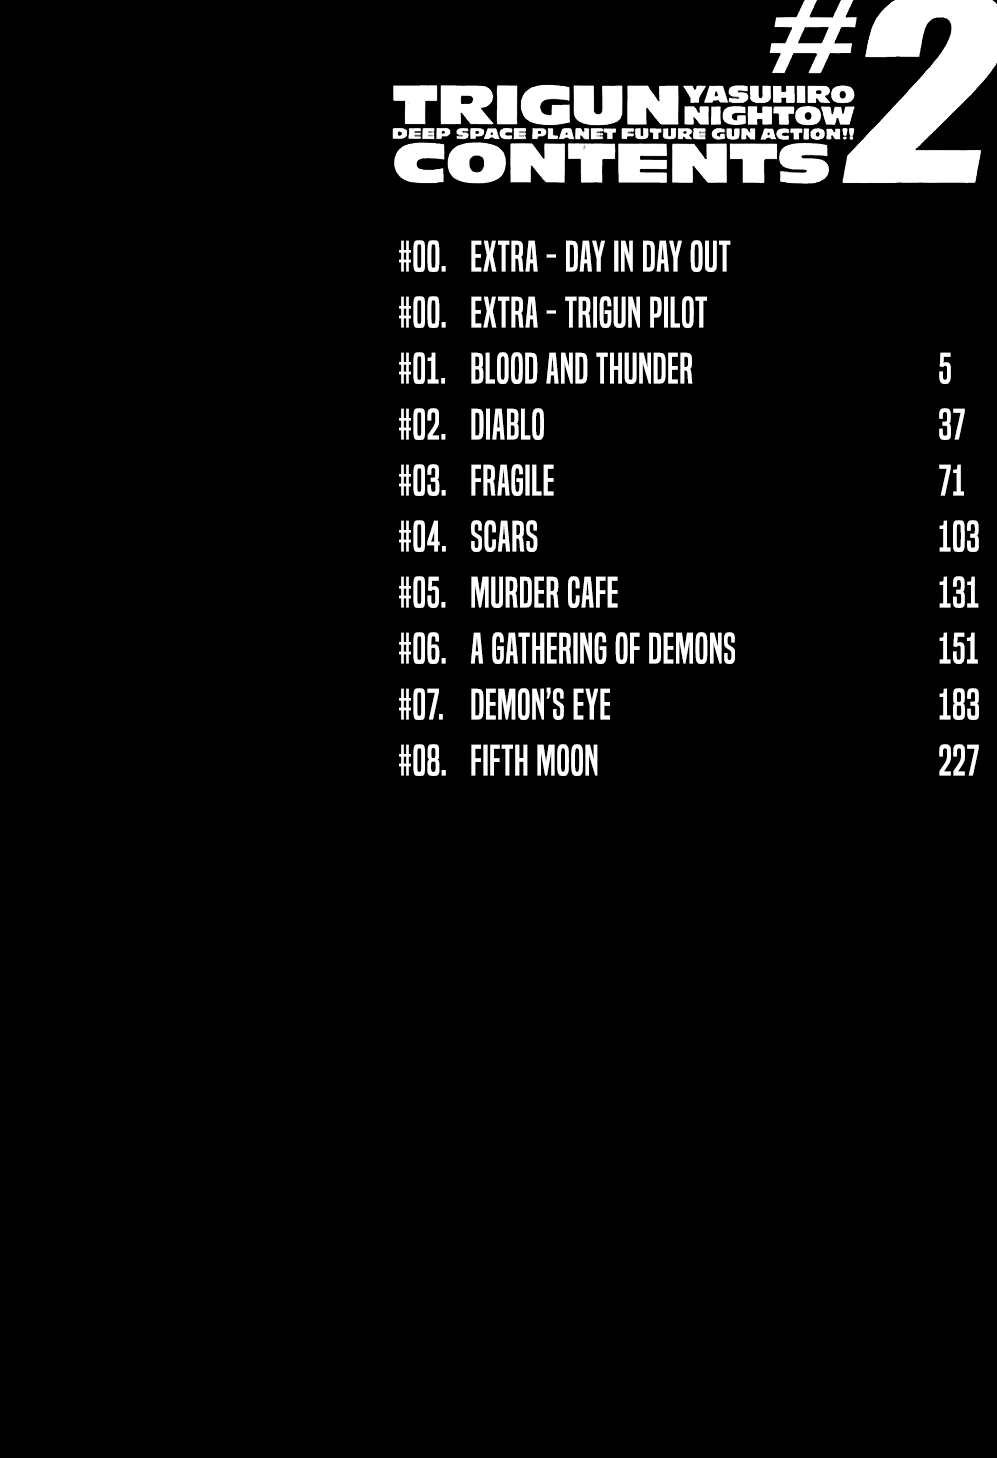 #2
TRIGUN YASUHIRO NIGHTOW
DEEP SPACE PLANET FUTURE GUN ACTION!!
CONTENTS
#00. EXTRA - DAY IN DAY OUT
#00. EXTRA - TRIGUN PILOT
#01. BLOOD AND THUNDER 5
#02. DIABLO 37
#03. FRAGILE 71
#04. SCARS 103
#05. MURDER CAFE 131
#06. A GATHERING OF DEMONS 151
#07. DEMON'S EYE 183
#08. FIFTH MOON 227